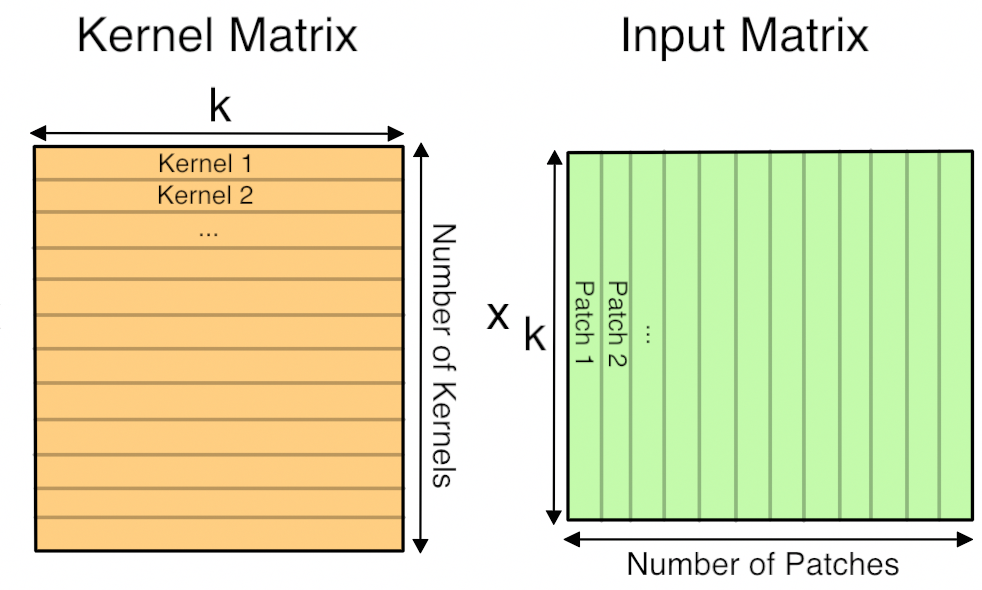 Kernel Matrix
Input Matrix
k
Kernel 1
Kernel 2
...
Number of Kernels
x
k
Patch 1
Patch 2
...
Number of Patches